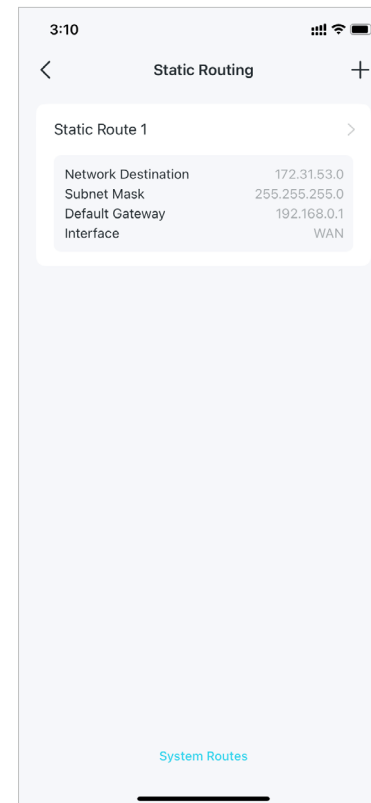 3:10
Static Routing
Static Route 1
Network Destination 172.31.53.0
Subnet Mask 255.255.255.0
Default Gateway 192.168.0.1
Interface WAN
System Routes